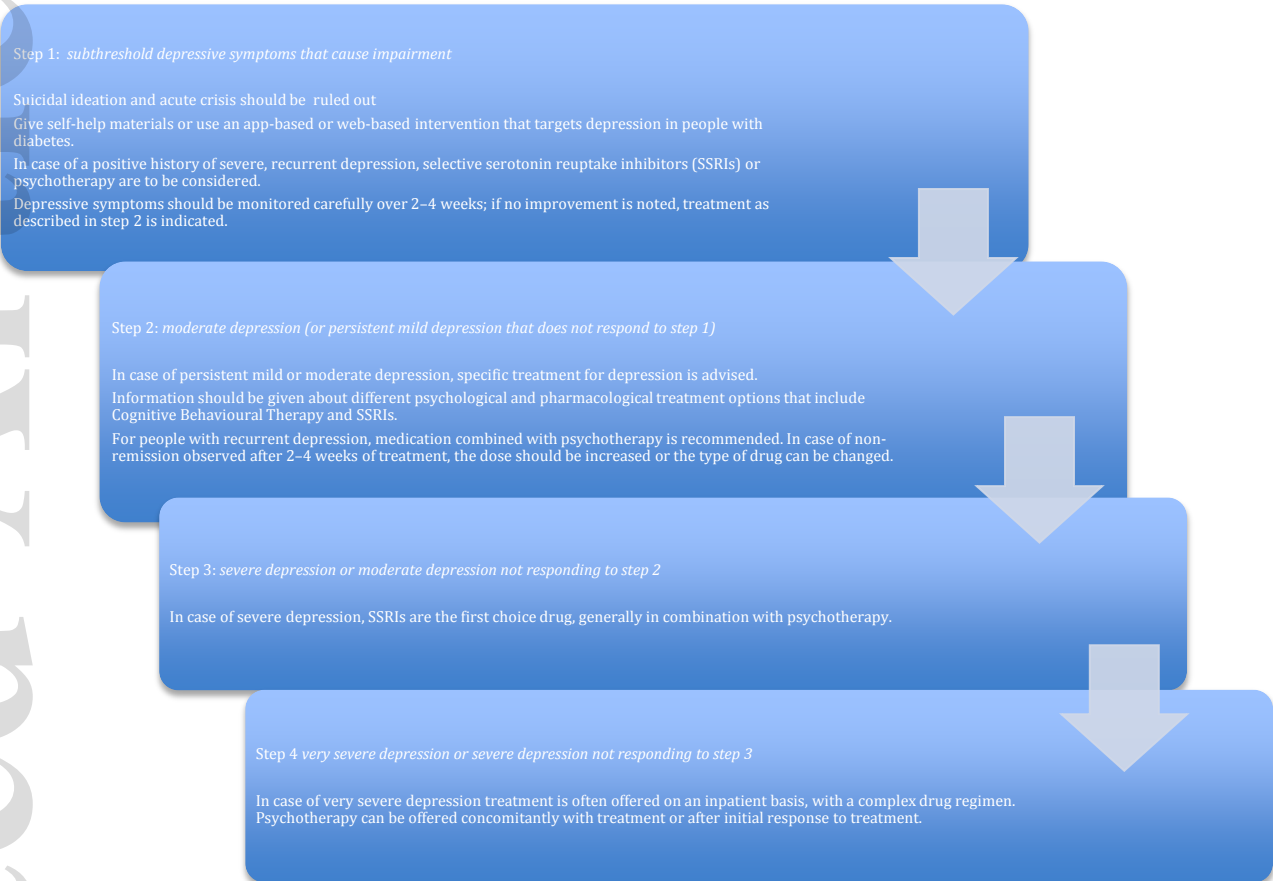 Step 1: subthreshold depressive symptoms that cause impairment
Suicidal ideation and acute crisis should be ruled out
Give self-help materials or use an app-based or web-based intervention that targets depression in people with
diabetes.
In case of a positive history of severe, recurrent depression, selective serotonin reuptake inhibitors (SSRIs) or
psychotherapy are to be considered.
Depressive symptoms should be monitored carefully over 2–4 weeks; if no improvement is noted, treatment as
described in step 2 is indicated.
Step 2: moderate depression (or persistent mild depression that does not respond to step 1)
In case of persistent mild or moderate depression, specific treatment for depression is advised.
Information should be given about different psychological and pharmacological treatment options that include
Cognitive Behavioural Therapy and SSRIs.
For people with recurrent depression, medication combined with psychotherapy is recommended. In case of non-
remission observed after 2–4 weeks of treatment, the dose should be increased or the type of drug can be changed.
Step 3: severe depression or moderate depression not responding to step 2
In case of severe depression, SSRIs are the first choice drug, generally in combination with psychotherapy.
Step 4 very severe depression or severe depression not responding to step 3
In case of very severe depression treatment is often offered on an inpatient basis, with a complex drug regimen.
Psychotherapy can be offered concomitantly with treatment or after initial response to treatment.